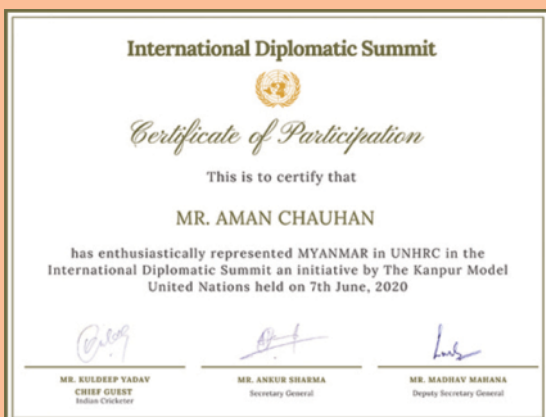 International Diplomatic Summit
Certificate of Participation
This is to certify that
MR. AMAN CHAUHAN
has enthusiastically represented MYANMAR in UNHRC in the
International Diplomatic Summit an initiative by The Kanpur Model
United Nations held on 7th June, 2020
MR. KULDEEP YADAV
CHIEF GUEST
Indian Cricketer
MR. ANKUR SHARMA
Secretary General
MR. MADHAV MAHANA
Deputy Secretary General